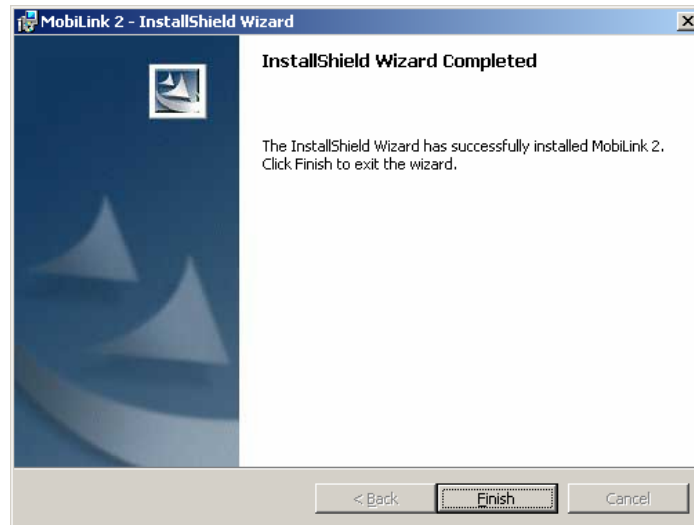 MobiLink 2 - InstallShield Wizard
InstallShield Wizard Completed
The InstallShield Wizard has successfully installed MobiLink 2.
Click Finish to exit the wizard.
< Back
Finish
Cancel